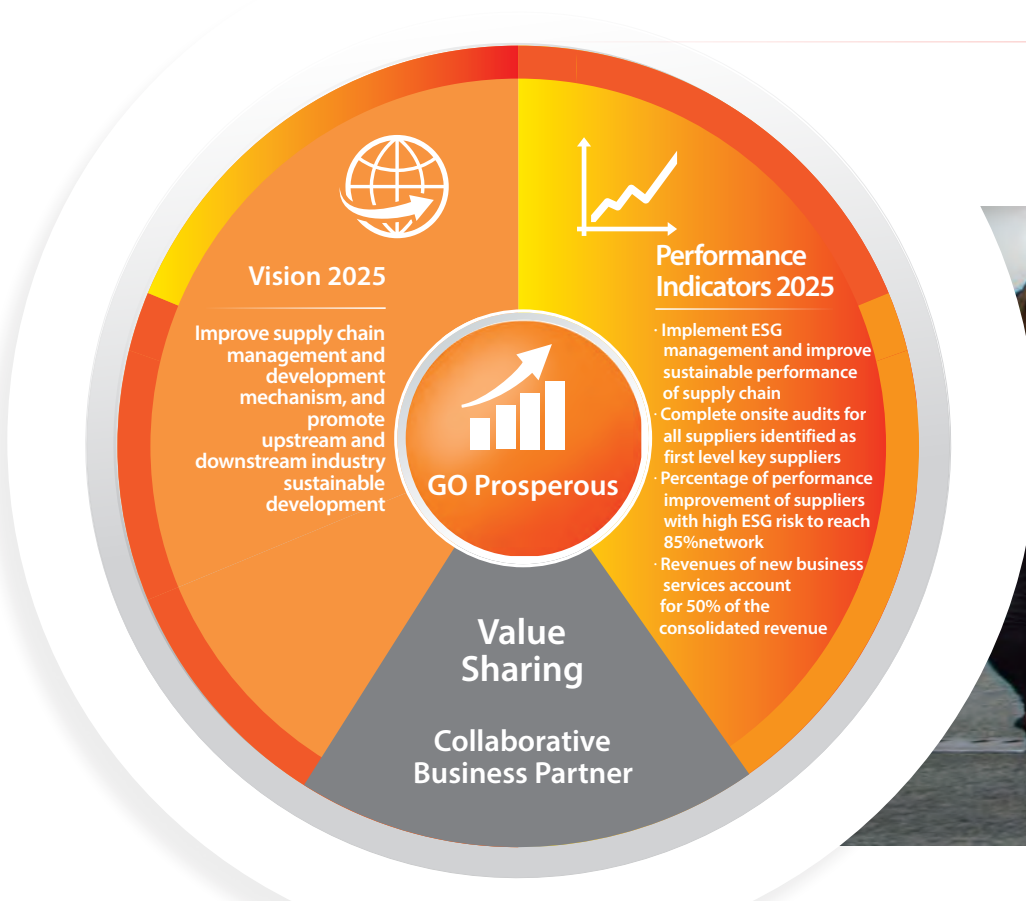 Vision 2025
Improve supply chain
management and
development
mechanism, and
promote
upstream and
downstream industry
sustainable
development
Performance
Indicators 2025
· Implement ESG
management and improve
sustainable performance
of supply chain
· Complete onsite audits for
all suppliers identified as
first level key suppliers
· Percentage of performance
improvement of suppliers
with high ESG risk to reach
85%network
· Revenues of new business
services account
for 50% of the
consolidated revenue
GO Prosperous
Value
Sharing
Collaborative
Business Partner